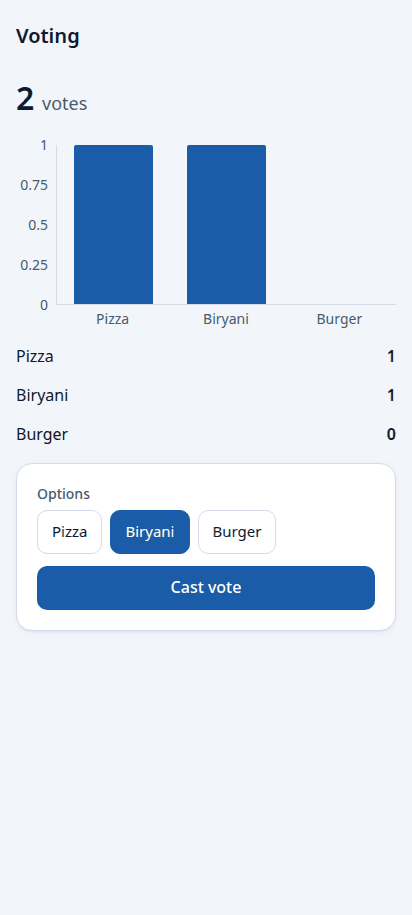 Voting
2 votes
1
0.75
0.5
0.25
0
Pizza Biryani Burger
Pizza 1
Biryani 1
Burger 0
Options
Pizza Biryani Burger
Cast vote